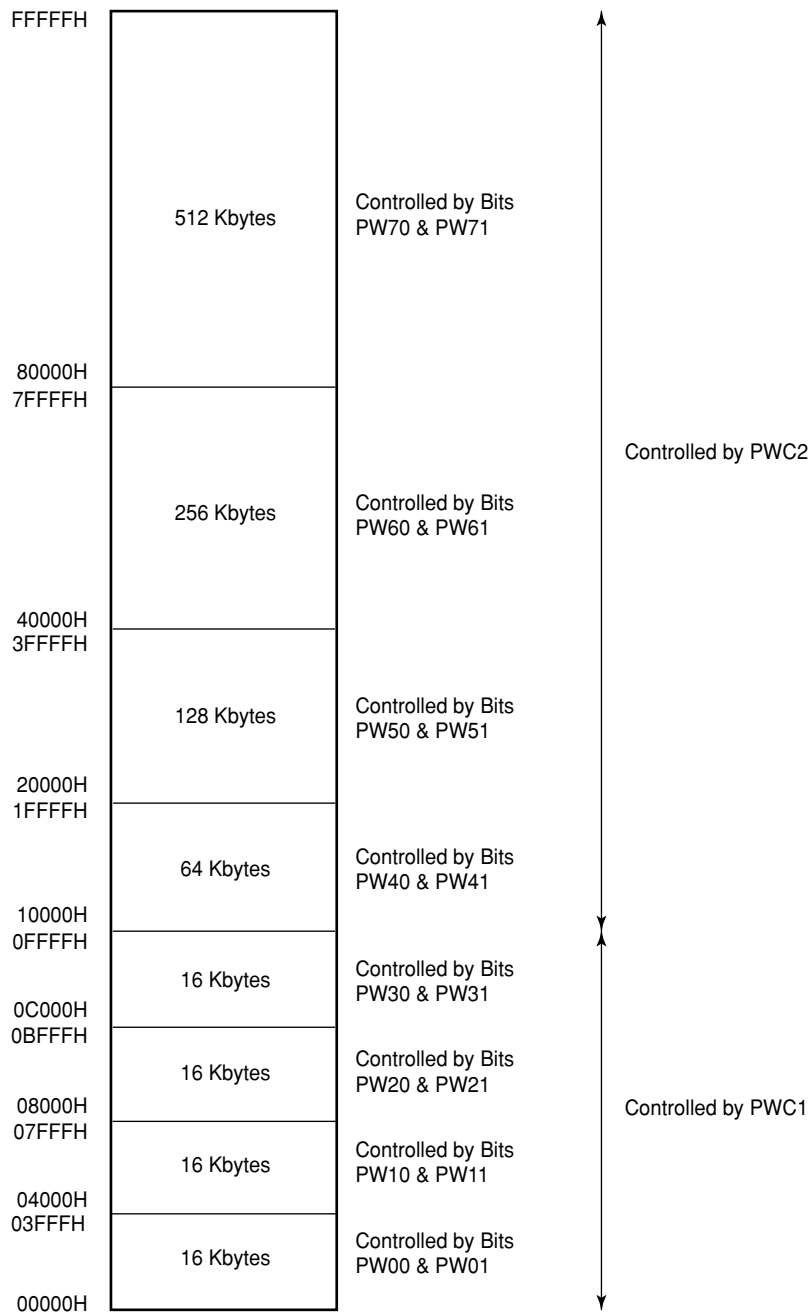 FFFFFH
512 Kbytes
Controlled by Bits
PW70 & PW71
80000H
7FFFFH
Controlled by PWC2
256 Kbytes
Controlled by Bits
PW60 & PW61
40000H
3FFFFH
128 Kbytes
Controlled by Bits
PW50 & PW51
20000H
1FFFFH
64 Kbytes
Controlled by Bits
PW40 & PW41
10000H
0FFFFH
16 Kbytes
Controlled by Bits
PW30 & PW31
0C000H
0BFFFH
16 Kbytes
Controlled by Bits
PW20 & PW21
08000H
07FFFH
Controlled by PWC1
16 Kbytes
Controlled by Bits
PW10 & PW11
04000H
03FFFH
16 Kbytes
Controlled by Bits
PW00 & PW01
00000H